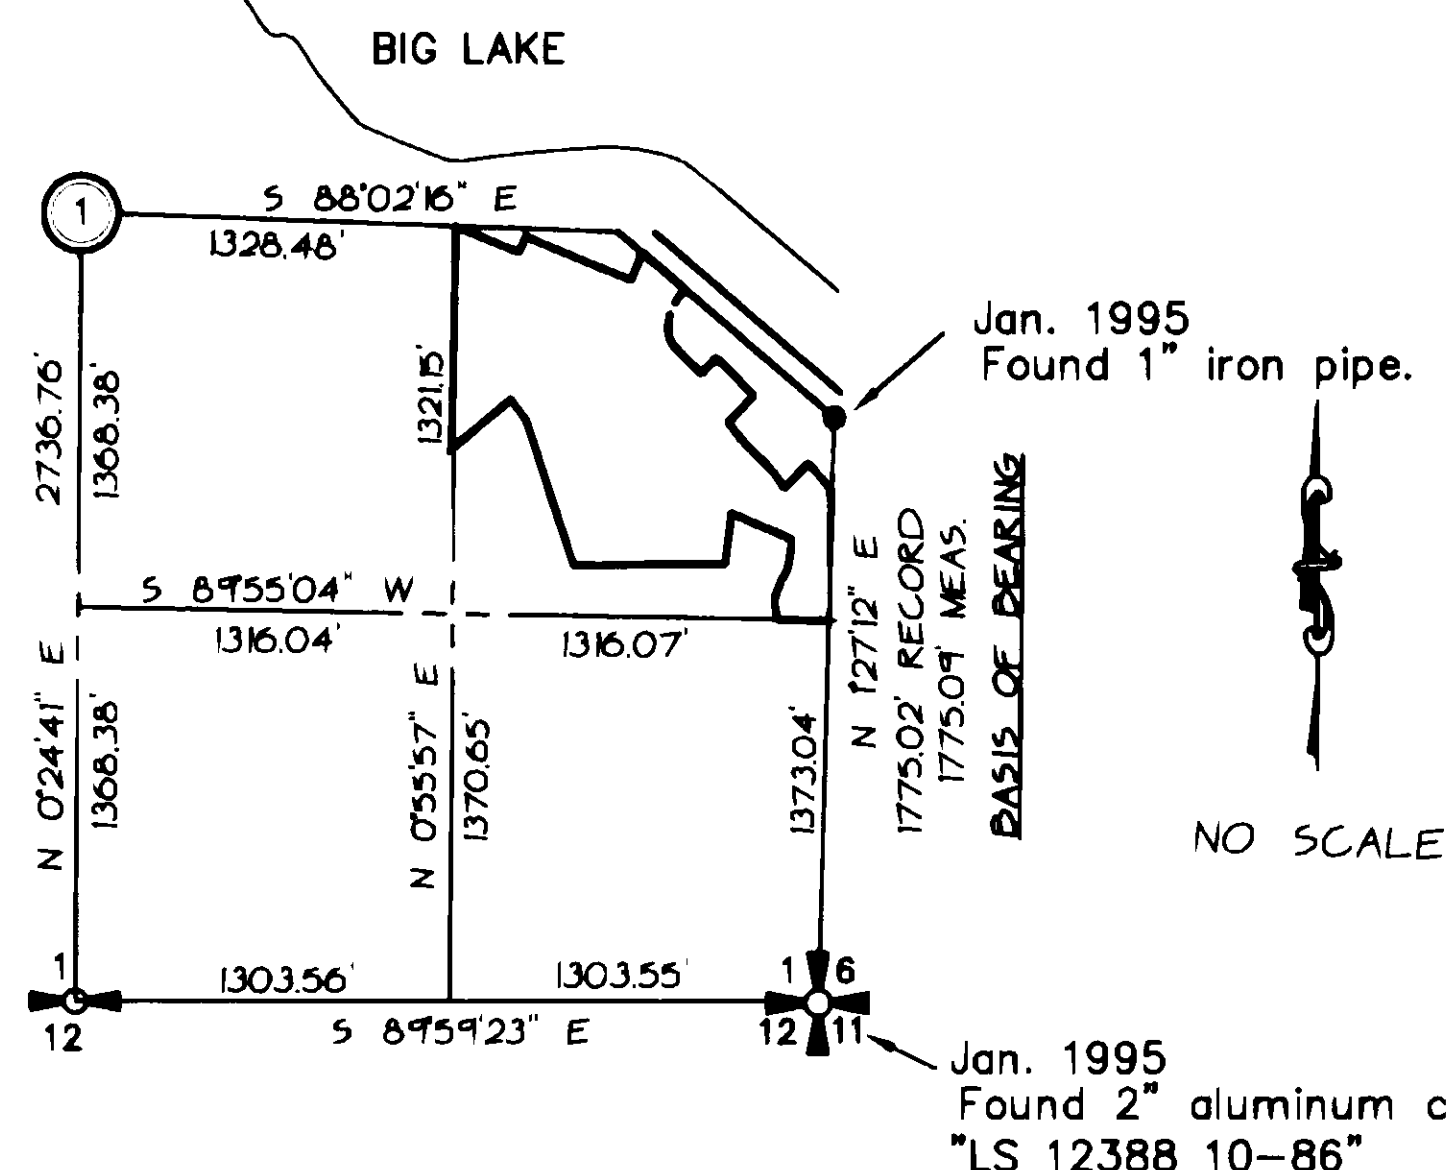 BIG LAKE
1
S 88°02'16" E
1328.48'
Jan. 1995
Found 1" iron pipe.
2736.76'
1368.38'
1321.15'
S 89°55'04" W
1316.04'
1316.07'
N 0°24'41" E
1368.38'
N 0°55'57" E
1370.65'
1373.04'
N 1°27'12" E
1775.02' RECORD
1775.09' MEAS.
BASIS OF BEARING
NO SCALE
1
12
1303.56'
1303.55'
S 89°59'23" E
1 6
12 11
Jan. 1995
Found 2" aluminum c
"LS 12388 10-86"